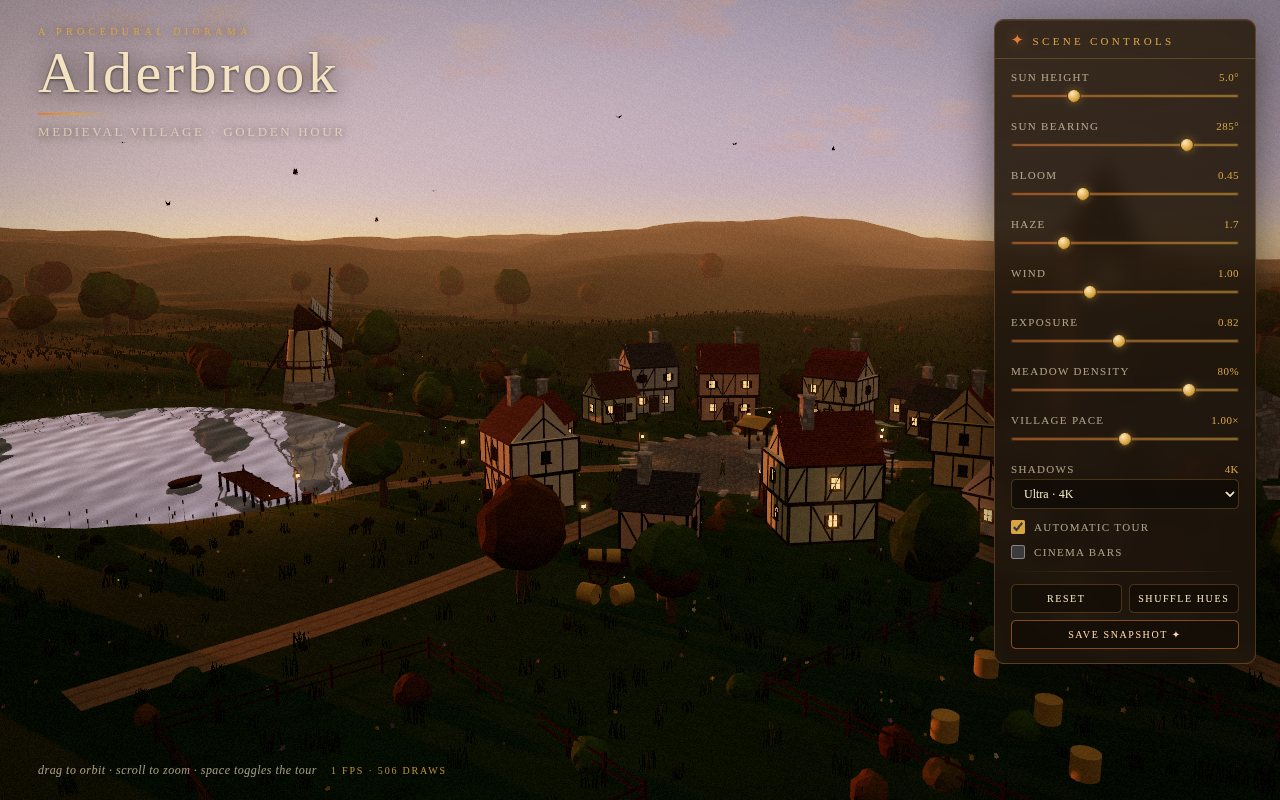 A PROCEDURAL DIORAMA
Alderbrook
MEDIEVAL VILLAGE · GOLDEN HOUR
✦ SCENE CONTROLS
SUN HEIGHT 5.0°
SUN BEARING 285°
BLOOM 0.45
HAZE 1.7
WIND 1.00
EXPOSURE 0.82
MEADOW DENSITY 80%
VILLAGE PACE 1.00×
SHADOWS 4K
Ultra · 4K
AUTOMATIC TOUR
CINEMA BARS
RESET SHUFFLE HUES
SAVE SNAPSHOT ✦
drag to orbit · scroll to zoom · space toggles the tour 1 FPS · 506 DRAWS